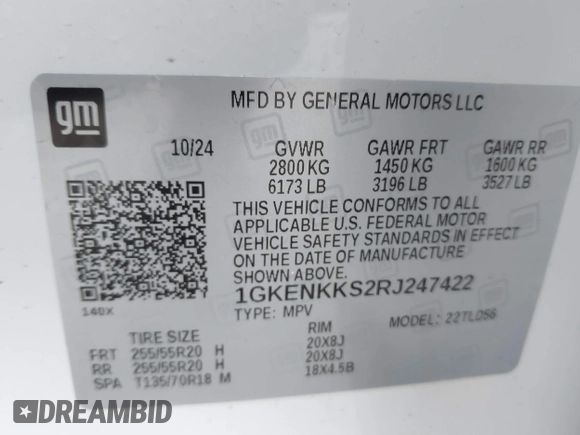 gm
MFD BY GENERAL MOTORS LLC
10/24 GVWR GAWR FRT GAWR RR
2800 KG 1450 KG 1600 KG
6173 LB 3196 LB 3527 LB
THIS VEHICLE CONFORMS TO ALL
APPLICABLE U.S. FEDERAL MOTOR
VEHICLE SAFETY STANDARDS IN EFFECT
ON THE DATE OF MANUFACTURE
SHOWN ABOVE.
1GKENKKS2RJ247422
140X TYPE: MPV MODEL: 22TLD56
TIRE SIZE RIM
FRT 255/55R20 H 20X8J
RR 255/55R20 H 20X8J
SPA T135/70R18 M 18X4.5B
DREAMBID